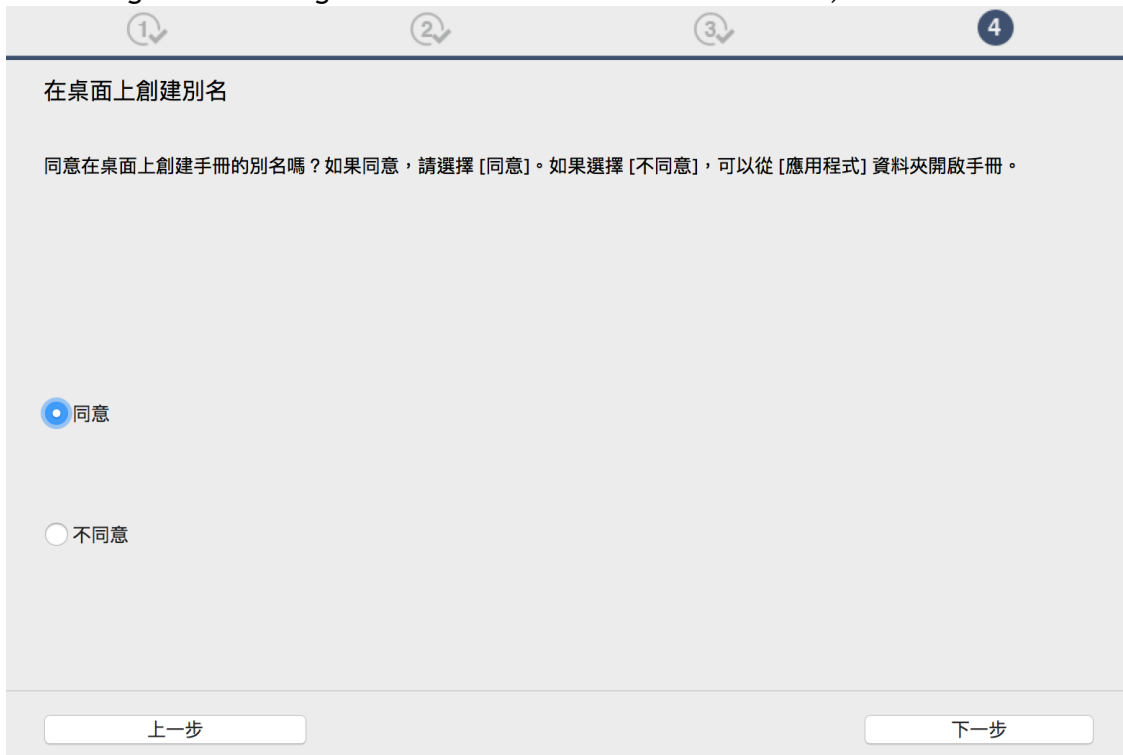 1 2 3 4
在桌面上創建別名
同意在桌面上創建手冊的別名嗎？如果同意，請選擇 [同意]。如果選擇 [不同意]，可以從 [應用程式] 資料夾開啟手冊。
同意
不同意
上一步 下一步